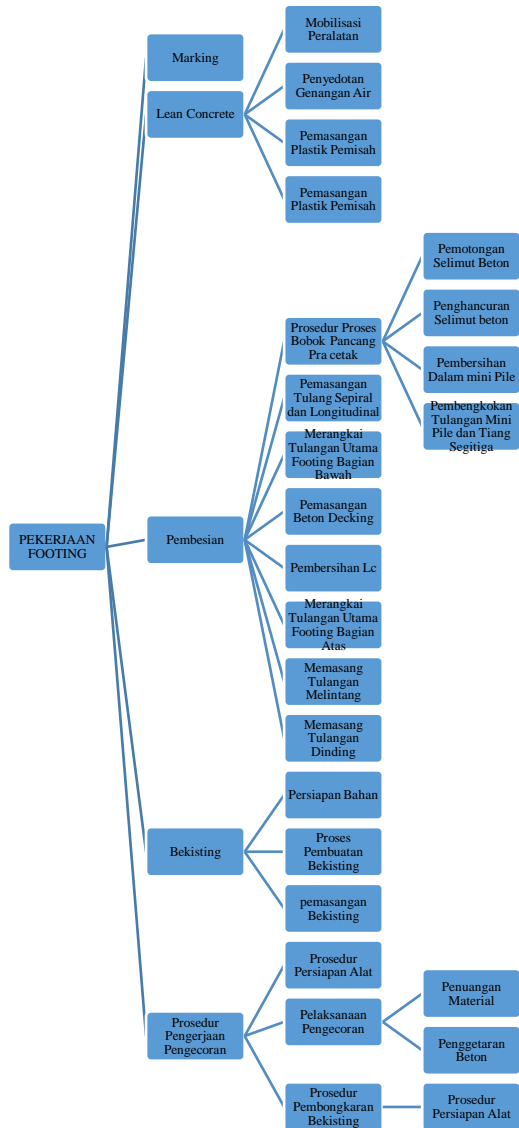 PEKERJAAN
FOOTING
Marking
Lean Concrete
Mobilisasi
Peralatan
Penyedotan
Genangan Air
Pemasangan
Plastik Pemisah
Pemasangan
Plastik Pemisah
Pembesian
Prosedur Proses
Bobok Pancang
Pra cetak
Pemotongan
Selimut Beton
Penghancuran
Selimut beton
Pembersihan
Dalam mini Pile
Pembengkokan
Tulangan Mini
Pile dan Tiang
Segitiga
Pemasangan
Tulang Sepiral
dan Longitudinal
Merangkai
Tulangan Utama
Footing Bagian
Bawah
Pemasangan
Beton Decking
Pembersihan Lc
Merangkai
Tulangan Utama
Footing Bagian
Atas
Memasang
Tulangan
Melintang
Memasang
Tulangan
Dinding
Bekisting
Persiapan Bahan
Proses
Pembuatan
Bekisting
pemasangan
Bekisting
Prosedur
Pengerjaan
Pengecoran
Prosedur
Persiapan Alat
Pelaksanaan
Pengecoran
Penuangan
Material
Penggetaran
Beton
Prosedur
Pembongkaran
Bekisting
Prosedur
Persiapan Alat